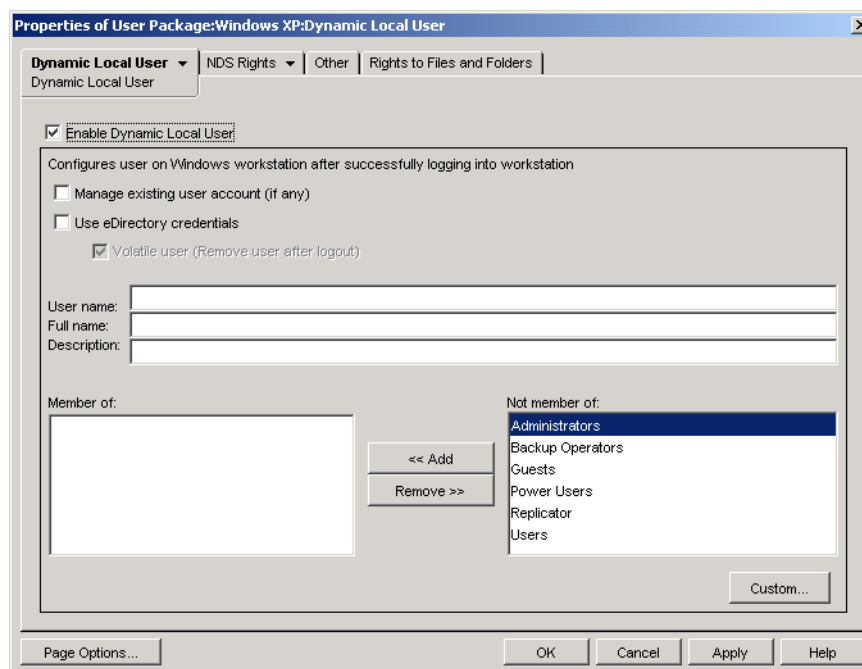 Properties of User Package:Windows XP:Dynamic Local User
Dynamic Local User NDS Rights Other Rights to Files and Folders
Dynamic Local User
Enable Dynamic Local User
Configures user on Windows workstation after successfully logging into workstation
Manage existing user account (if any)
Use eDirectory credentials
Volatile user (Remove user after logout)
User name:
Full name:
Description:
Member of:
Not member of:
Administrators
Backup Operators
Guests
Power Users
Replicator
Users
<< Add
Remove >>
Custom...
Page Options... OK Cancel Apply Help